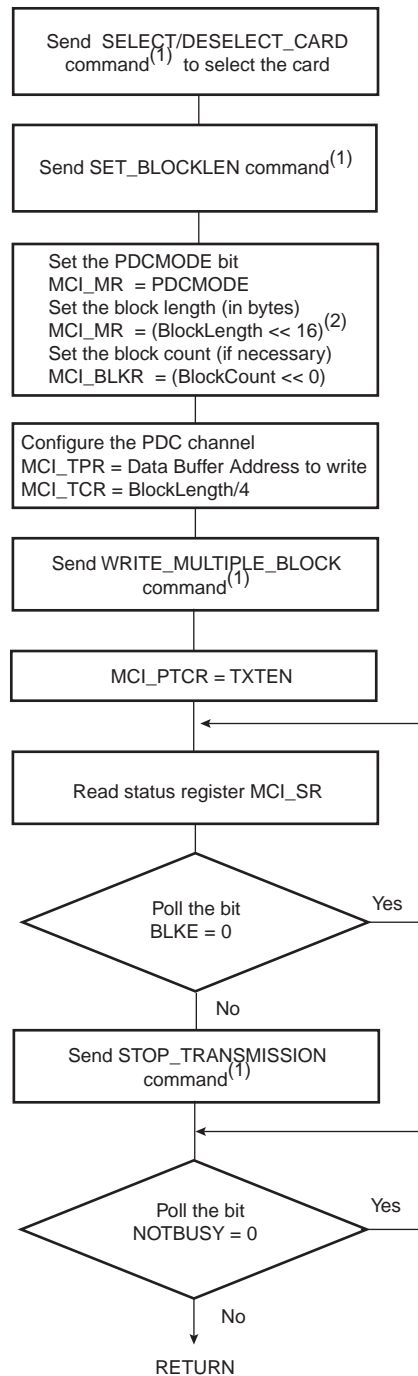 Send SELECT/DESELECT_CARD
command(1) to select the card
Send SET_BLOCKLEN command(1)
Set the PDCMODE bit
MCI_MR = PDCMODE
Set the block length (in bytes)
MCI_MR = (BlockLength << 16)(2)
Set the block count (if necessary)
MCI_BLKR = (BlockCount << 0)
Configure the PDC channel
MCI_TPR = Data Buffer Address to write
MCI_TCR = BlockLength/4
Send WRITE_MULTIPLE_BLOCK
command(1)
MCI_PTCR = TXTEN
Read status register MCI_SR
Poll the bit
BLKE = 0
Yes
No
Send STOP_TRANSMISSION
command(1)
Poll the bit
NOTBUSY = 0
Yes
No
RETURN